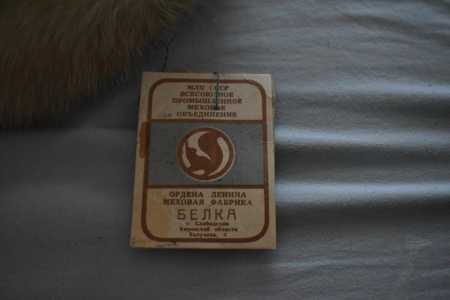 МЛП СССР
ВСЕСОЮЗНОЕ
ПРОМЫШЛЕННОЕ
МЕХОВОЕ
ОБЪЕДИНЕНИЕ
ОРДЕНА ЛЕНИНА
МЕХОВАЯ ФАБРИКА
БЕЛКА
г. Слободской
Кировской области